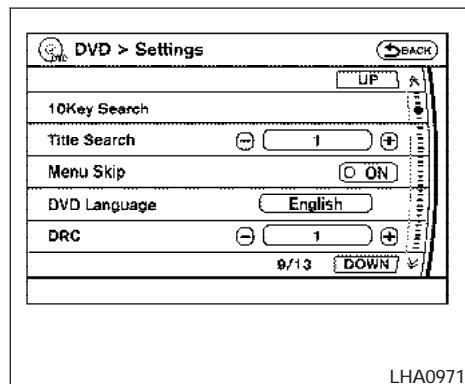 DVD DVD > Settings BACK
UP
10Key Search
Title Search 1
Menu Skip ON
DVD Language English
DRC 1
9/13 DOWN
LHA0971